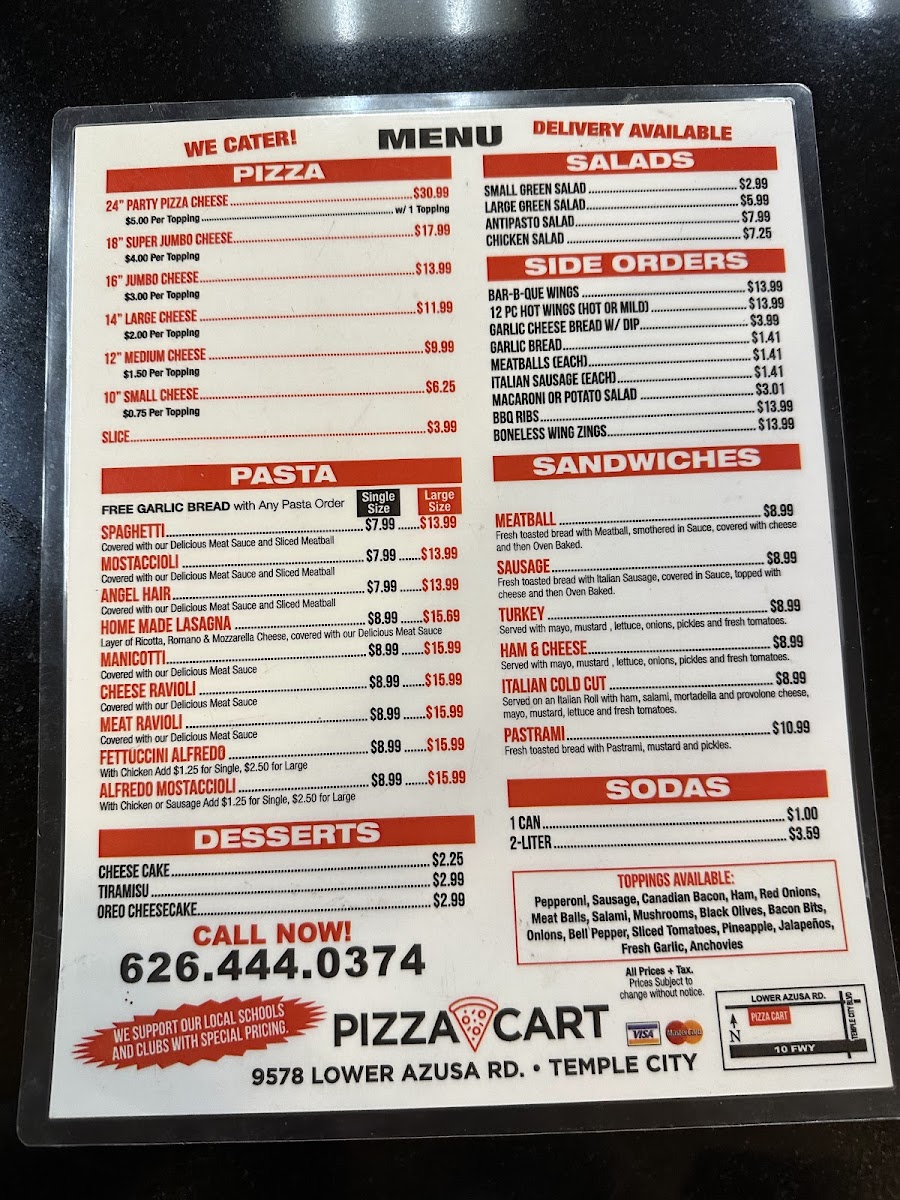 WE CATER!
MENU
DELIVERY AVAILABLE
PIZZA
24" PARTY PIZZA CHEESE $30.99
$5.00 Per Topping w/ 1 Topping
18" SUPER JUMBO CHEESE $17.99
$4.00 Per Topping
16" JUMBO CHEESE $13.99
$3.00 Per Topping
14" LARGE CHEESE $11.99
$2.00 Per Topping
12" MEDIUM CHEESE $9.99
$1.50 Per Topping
10" SMALL CHEESE $6.25
$0.75 Per Topping
SLICE $3.99
PASTA
FREE GARLIC BREAD with Any Pasta Order
Single Size
Large Size
SPAGHETTI $7.99 $13.99
Covered with our Delicious Meat Sauce and Sliced Meatball
MOSTACCIOLI $7.99 $13.99
Covered with our Delicious Meat Sauce and Sliced Meatball
ANGEL HAIR $7.99 $13.99
Covered with our Delicious Meat Sauce and Sliced Meatball
HOME MADE LASAGNA $8.99 $15.69
Layer of Ricotta, Romano & Mozzarella Cheese, covered with our Delicious Meat Sauce
MANICOTTI $8.99 $15.99
Covered with our Delicious Meat Sauce
CHEESE RAVIOLI $8.99 $15.99
Covered with our Delicious Meat Sauce
MEAT RAVIOLI $8.99 $15.99
Covered with our Delicious Meat Sauce
FETTUCCINI ALFREDO $8.99 $15.99
With Chicken Add $1.25 for Single, $2.50 for Large
ALFREDO MOSTACCIOLI $8.99 $15.99
With Chicken or Sausage Add $1.25 for Single, $2.50 for Large
DESSERTS
CHEESE CAKE $2.25
TIRAMISU $2.99
OREO CHEESECAKE $2.99
CALL NOW!
626.444.0374
SALADS
SMALL GREEN SALAD $2.99
LARGE GREEN SALAD $5.99
ANTIPASTO SALAD $7.99
CHICKEN SALAD $7.25
SIDE ORDERS
BAR-B-QUE WINGS $13.99
12 PC HOT WINGS (HOT OR MILD) $13.99
GARLIC CHEESE BREAD W/ DIP $3.99
GARLIC BREAD $1.41
MEATBALLS (EACH) $1.41
ITALIAN SAUSAGE (EACH) $1.41
MACARONI OR POTATO SALAD $3.01
BBQ RIBS $13.99
BONELESS WING ZINGS $13.99
SANDWICHES
MEATBALL $8.99
Fresh toasted bread with Meatball, smothered in Sauce, covered with cheese
and then Oven Baked.
SAUSAGE $8.99
Fresh toasted bread with Italian Sausage, covered in Sauce, topped with
cheese and then Oven Baked.
TURKEY $8.99
Served with mayo, mustard , lettuce, onions, pickles and fresh tomatoes.
HAM & CHEESE $8.99
Served with mayo, mustard , lettuce, onions, pickles and fresh tomatoes.
ITALIAN COLD CUT $8.99
Served on an Italian Roll with ham, salami, mortadella and provolone cheese,
mayo, mustard, lettuce and fresh tomatoes.
PASTRAMI $10.99
Fresh toasted bread with Pastrami, mustard and pickles.
SODAS
1 CAN $1.00
2-LITER $3.59
TOPPINGS AVAILABLE:
Pepperoni, Sausage, Canadian Bacon, Ham, Red Onions,
Meat Balls, Salami, Mushrooms, Black Olives, Bacon Bits,
Onions, Bell Pepper, Sliced Tomatoes, Pineapple, Jalapeños,
Fresh Garlic, Anchovies
All Prices + Tax.
Prices Subject to
change without notice.
WE SUPPORT OUR LOCAL SCHOOLS
AND CLUBS WITH SPECIAL PRICING.
PIZZA CART
VISA
MasterCard
9578 LOWER AZUSA RD. • TEMPLE CITY
LOWER AZUSA RD.
PIZZA CART
N
TEMPLE CITY BLVD
10 FWY